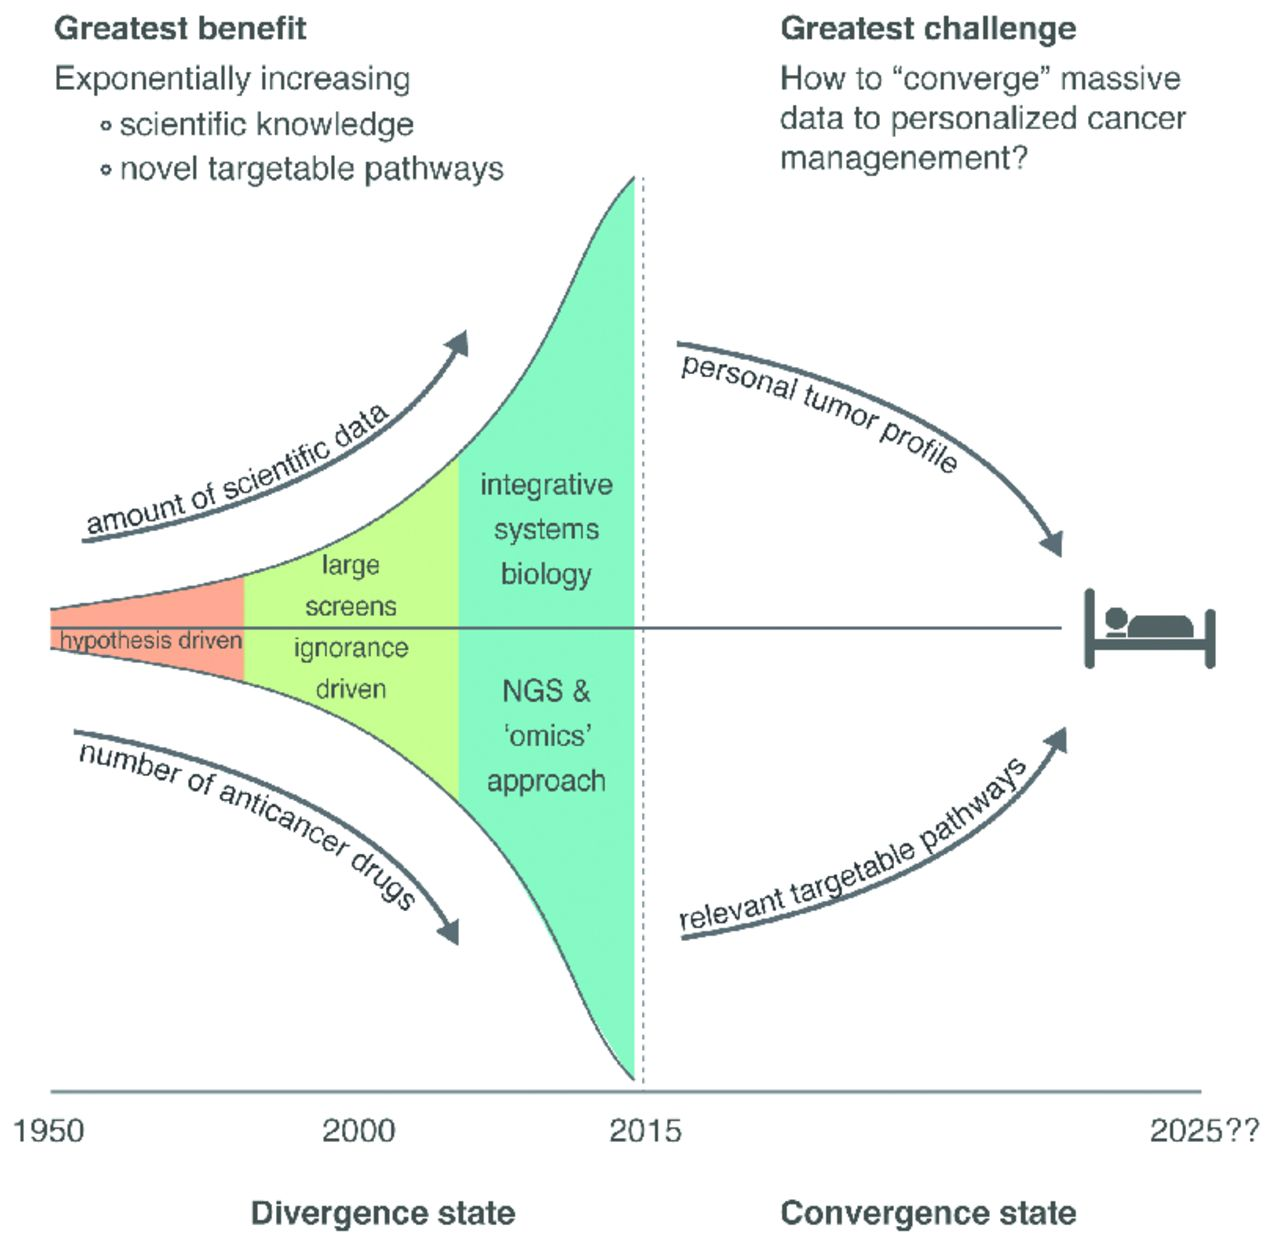 Greatest benefit
Exponentially increasing
scientific knowledge
novel targetable pathways
Greatest challenge
How to “converge” massive
data to personalized cancer
managenement?
amount of scientific data
personal tumor profile
integrative
systems
biology
large
screens
hypothesis driven
ignorance
driven
NGS &
‘omics’
approach
number of anticancer drugs
relevant targetable pathways
1950
2000
2015
2025??
Divergence state
Convergence state